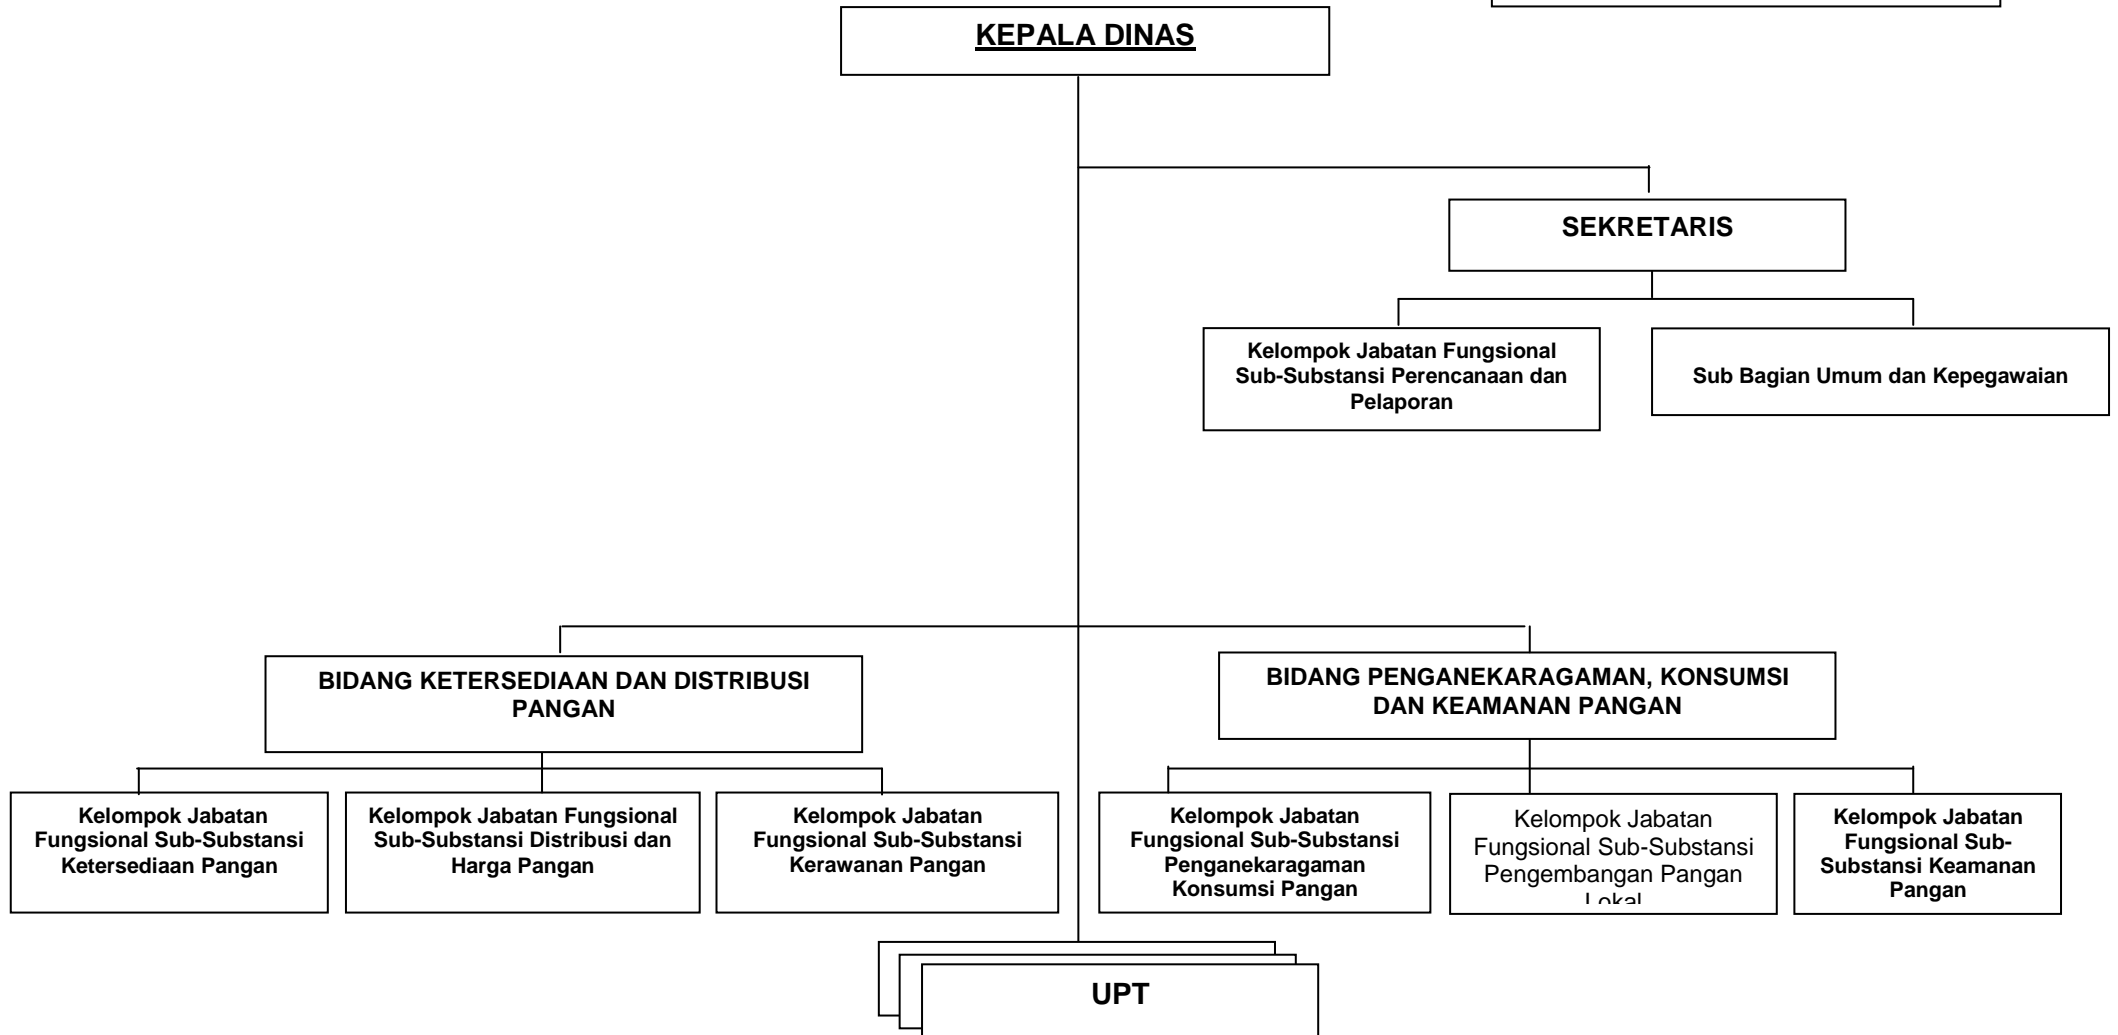 KEPALA DINAS
SEKRETARIS
Kelompok Jabatan Fungsional
Sub-Substansi Perencanaan dan
Pelaporan
Sub Bagian Umum dan Kepegawaian
BIDANG KETERSEDIAAN DAN DISTRIBUSI
PANGAN
BIDANG PENGANEKARAGAMAN, KONSUMSI
DAN KEAMANAN PANGAN
Kelompok Jabatan
Fungsional Sub-Substansi
Ketersediaan Pangan
Kelompok Jabatan Fungsional
Sub-Substansi Distribusi dan
Harga Pangan
Kelompok Jabatan
Fungsional Sub-Substansi
Kerawanan Pangan
Kelompok Jabatan
Fungsional Sub-Substansi
Penganekaragaman
Konsumsi Pangan
Kelompok Jabatan
Fungsional Sub-Substansi
Pengembangan Pangan
Lokal
Kelompok Jabatan
Fungsional Sub-
Substansi Keamanan
Pangan
UPT